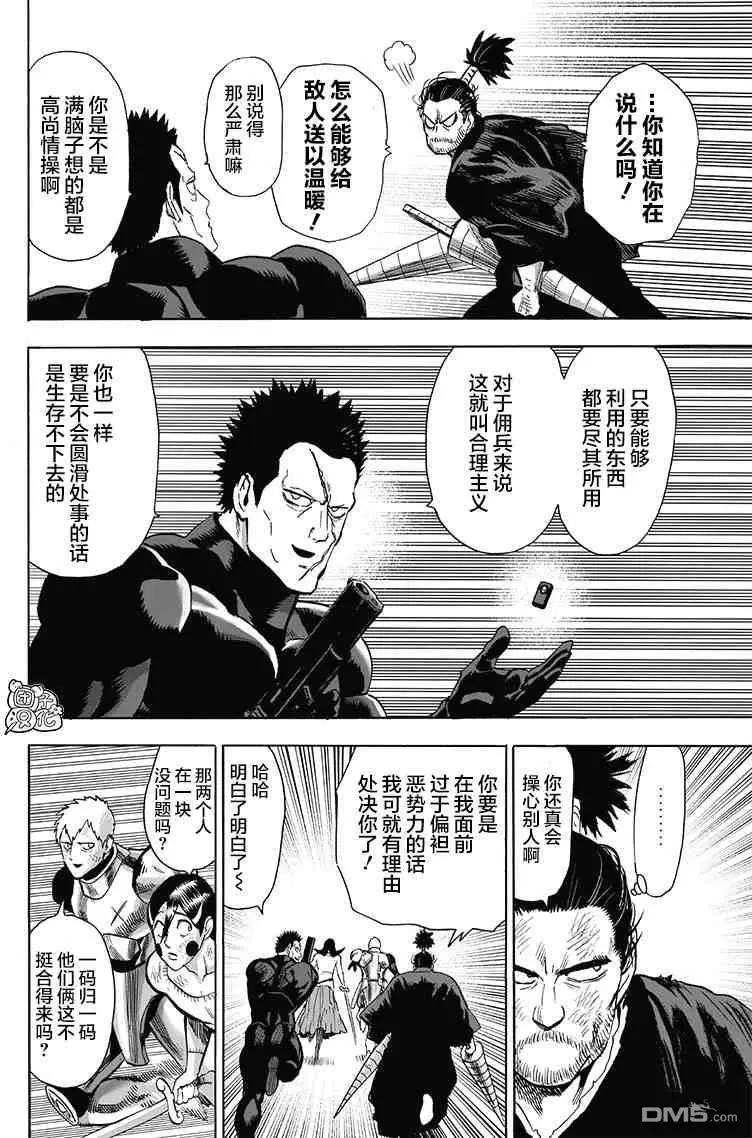 …你知道你在
说什么吗！
怎么能够给
敌人送以温
暖！
别说得
那么严肃嘛
你是不是
满脑子想的都是
高尚情操啊
只要能够
利用的东西
都要尽其所用
对于佣兵来说
这就叫合理主义
你也一样
要是不会圆滑处事的话
是生存不下去的
………
你还真会
操心别人啊
你要是
在我面前
过于偏袒
恶势力的话
我可就有理由
处决你了！
哈哈
明白了明白了~
那两个人
在一块
没问题吗？
一码归一码
他们俩这不
挺合得来吗？
DM5.com